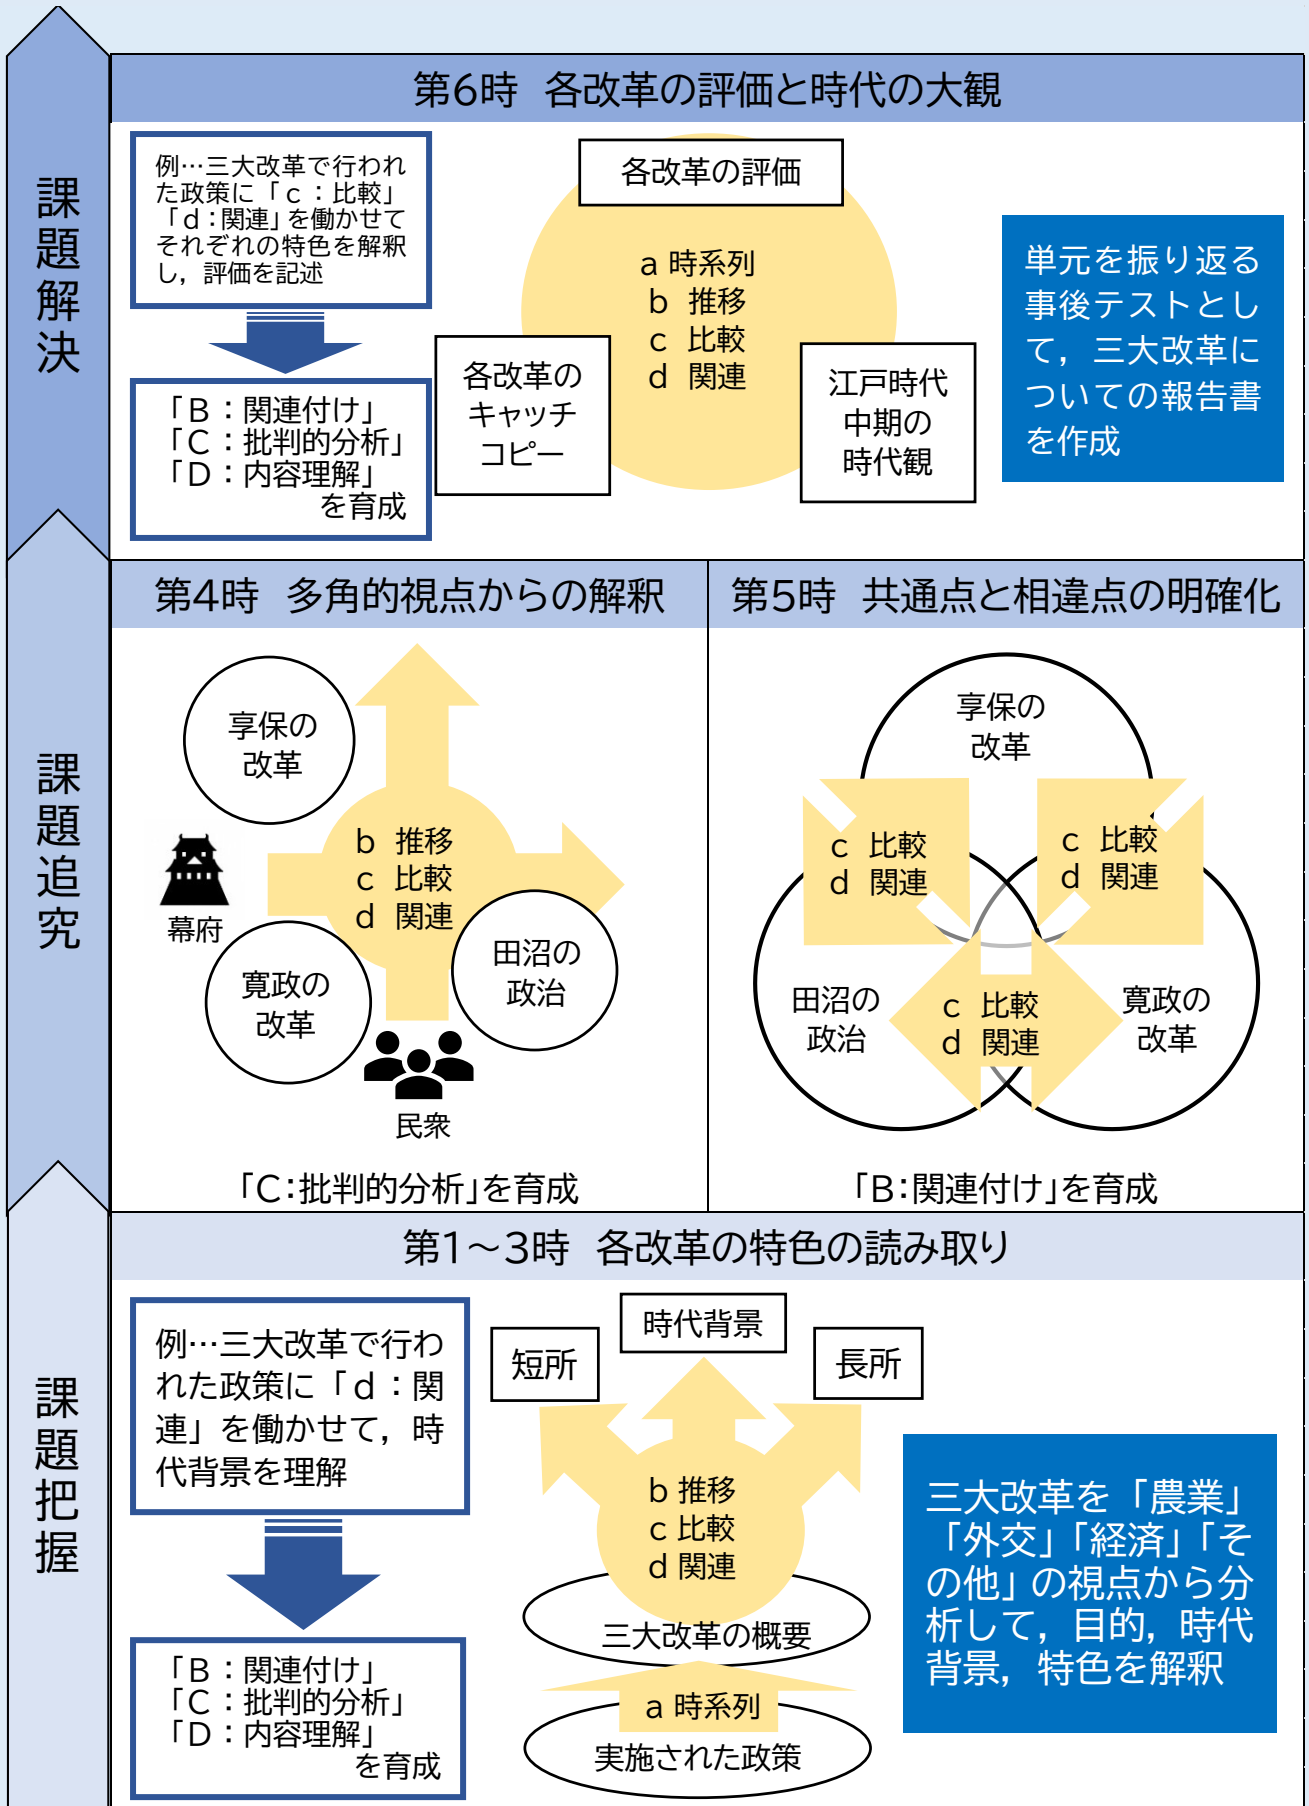 課題解決
第6時 各改革の評価と時代の大観
例…三大改革で行われ
た政策に「c:比較」
「d:関連」を働かせて
それぞれの特色を解釈
し,評価を記述
「B:関連付け」
「C:批判的分析」
「D:内容理解」
を育成
各改革の評価
a 時系列
b 推移
c 比較
d 関連
各改革の
キャッチ
コピー
江戸時代
中期の
時代観
単元を振り返る
事後テストとし
て,三大改革に
ついての報告書
を作成
課題追究
第4時 多角的視点からの解釈
享保の
改革
b 推移
c 比較
d 関連
幕府
寛政の
改革
田沼の
政治
民衆
「C:批判的分析」を育成
第5時 共通点と相違点の明確化
享保の
改革
c 比較
d 関連
c 比較
d 関連
田沼の
政治
c 比較
d 関連
寛政の
改革
「B:関連付け」を育成
課題把握
第1~3時 各改革の特色の読み取り
例…三大改革で行わ
れた政策に「d:関
連」を働かせて,時
代背景を理解
「B:関連付け」
「C:批判的分析」
「D:内容理解」
を育成
短所
時代背景
長所
b 推移
c 比較
d 関連
三大改革の概要
a 時系列
実施された政策
三大改革を「農業」
「外交」「経済」「そ
の他」の視点から分
析して,目的,時代
背景,特色を解釈